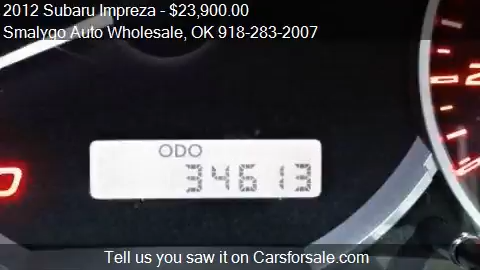 2012 Subaru Impreza - $23,900.00
Smalygo Auto Wholesale, OK 918-283-2007
ODO
34613
Tell us you saw it on Carsforsale.com